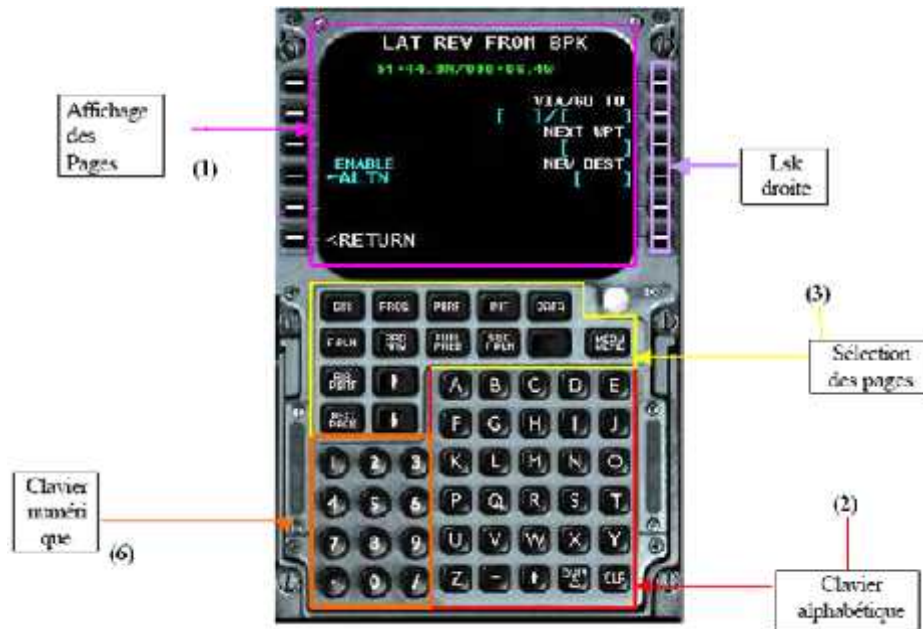 LAT REV FROM BPK
VIA/GO TO
[ ]/[ ]
NEXT WPT
[ ]
ENABLE
NEW DEST
←ALTN
[ ]
<RETURN
Affichage
des
Pages
(1)
Lsk
droite
(3)
Sélection
des pages
DIR
PROG
PERF
INIT
DATA
F-PLN
RAD
NAV
FUEL
PRED
SEC
F-PLN
MCDU
MENU
AIR
PORT
NEXT
PAGE
A B C D E
F G H I J
K L M N O
P Q R S T
U V W X Y
Z - CLR
1 2 3
4 5 6
7 8 9
0 /
Clavier
numéri
que
(6)
(2)
Clavier
alphabétique